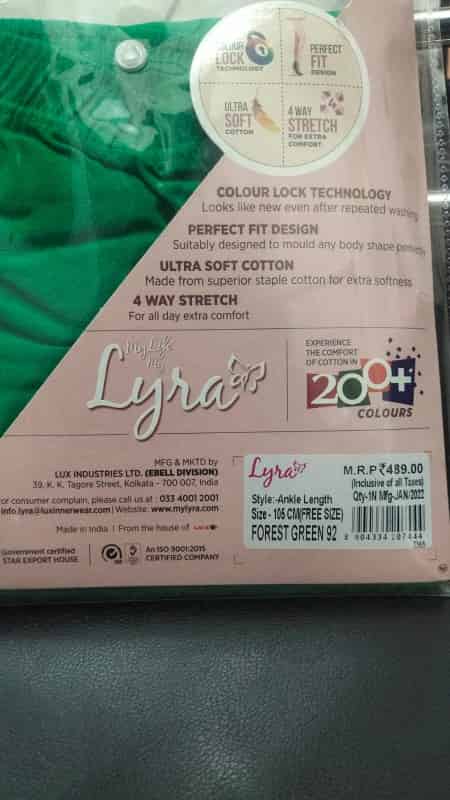 COLOUR
LOCK
TECHNOLOGY
PERFECT
FIT
DESIGN
ULTRA
SOFT
COTTON
4 WAY
STRETCH
FOR EXTRA
COMFORT
COLOUR LOCK TECHNOLOGY
Looks like new even after repeated washing
PERFECT FIT DESIGN
Suitably designed to mould any body shape perfectly
ULTRA SOFT COTTON
Made from superior staple cotton for extra softness
4 WAY STRETCH
For all day extra comfort
My Life
My
Lyra
EXPERIENCE
THE COMFORT
OF COTTON IN
200+
COLOURS
MFG & MKTD by
LUX INDUSTRIES LTD. (EBELL DIVISION)
39, K. K. Tagore Street, Kolkata - 700 007, India
or consumer complain, please call us at : 033 4001 2001
info.lyra@luxinnerwear.com | Website: www.mylyra.com
Made in India | From the house of LUX
Government certified
STAR EXPORT HOUSE
An ISO 9001:2015
CERTIFIED COMPANY
Lyra
M.R.P ₹489.00
(Inclusive of all Taxes)
Qty-1N Mfg-JAN/2022
Style:-Ankle Length
Size - 105 CM(FREE SIZE)
FOREST GREEN 92
8 904334 207444